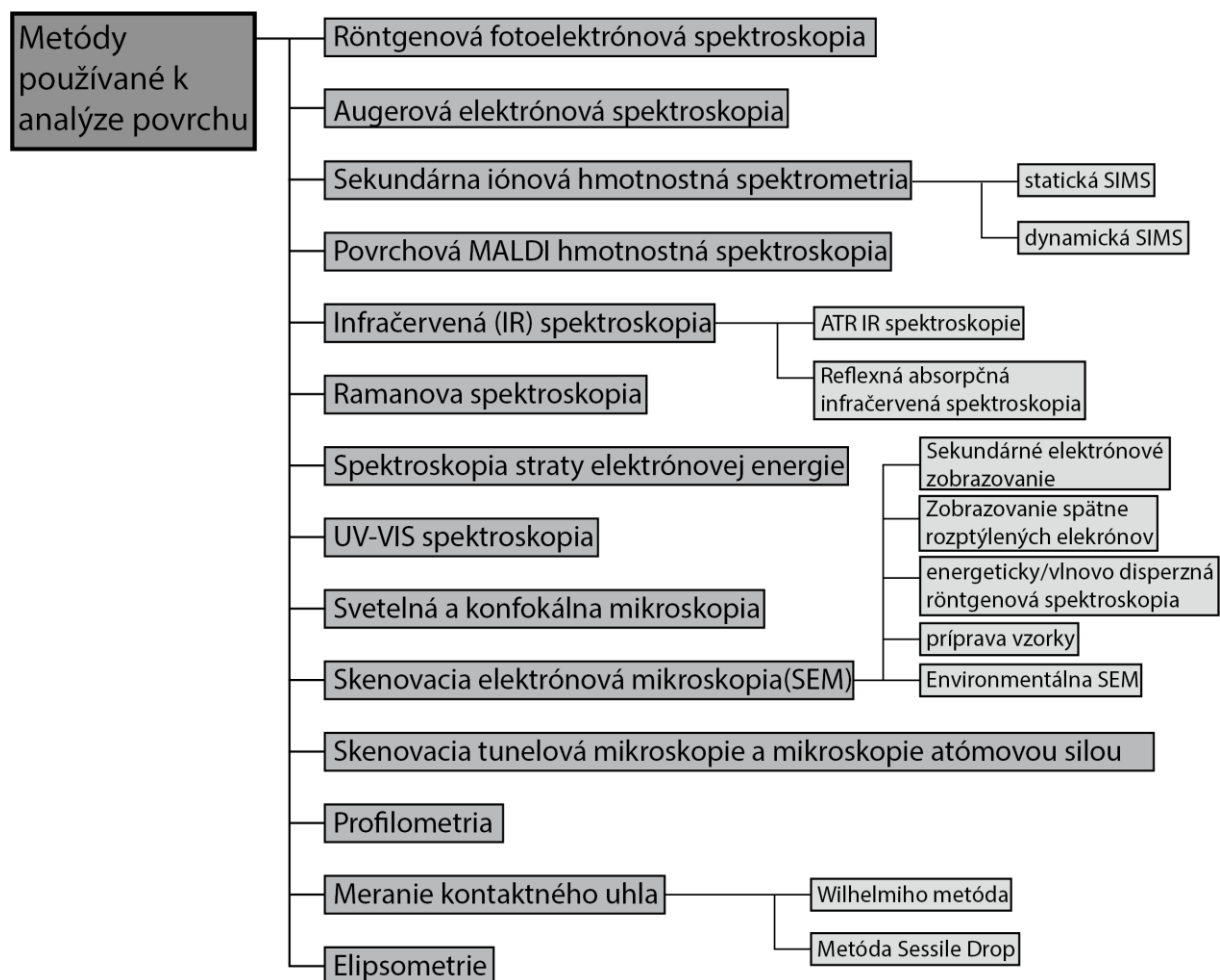 Metódy
používané k
analýze povrchu
Röntgenová fotoelektrónová spektroskopia
Augerová elektrónová spektroskopia
Sekundárna iónová hmotnostná spektrometria
statická SIMS
dynamická SIMS
Povrchová MALDI hmotnostná spektroskopia
Infračervená (IR) spektroskopia
ATR IR spektroskopie
Reflexná absorpčná
infračervená spektroskopia
Ramanova spektroskopia
Spektroskopia straty elektrónovej energie
UV-VIS spektroskopia
Svetelná a konfokálna mikroskopia
Skenovacia elektrónová mikroskopia(SEM)
Sekundárné elektrónové
zobrazovanie
Zobrazovanie spätne
rozptýlených elekrónov
energeticky/vlnovo disperzná
röntgenová spektroskopia
príprava vzorky
Environmentálna SEM
Skenovacia tunelová mikroskopie a mikroskopie atómovou silou
Profilometria
Meranie kontaktného uhla
Wilhelmiho metóda
Metóda Sessile Drop
Elipsometrie